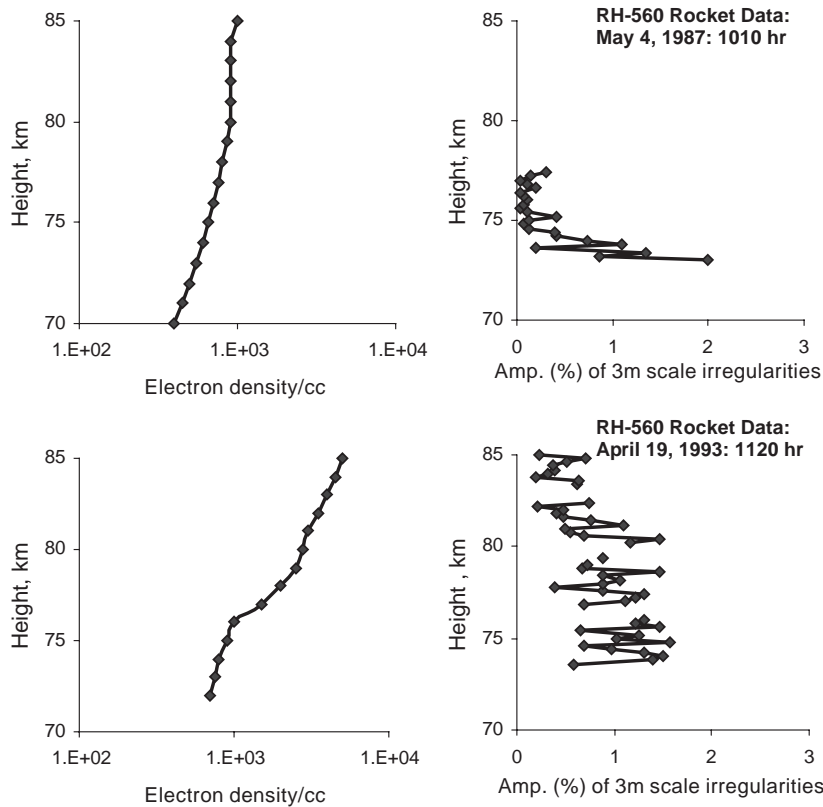 RH-560 Rocket Data:
May 4, 1987: 1010 hr
85
80
75
70
Height, km
1.E+02
1.E+03
1.E+04
Electron density/cc
85
80
75
70
Height, km
0
1
2
3
Amp. (%) of 3m scale irregularities
RH-560 Rocket Data:
April 19, 1993: 1120 hr
85
80
75
70
Height, km
1.E+02
1.E+03
1.E+04
Electron density/cc
85
80
75
70
Height , km
0
1
2
3
Amp. (%) of 3m scale irregularities